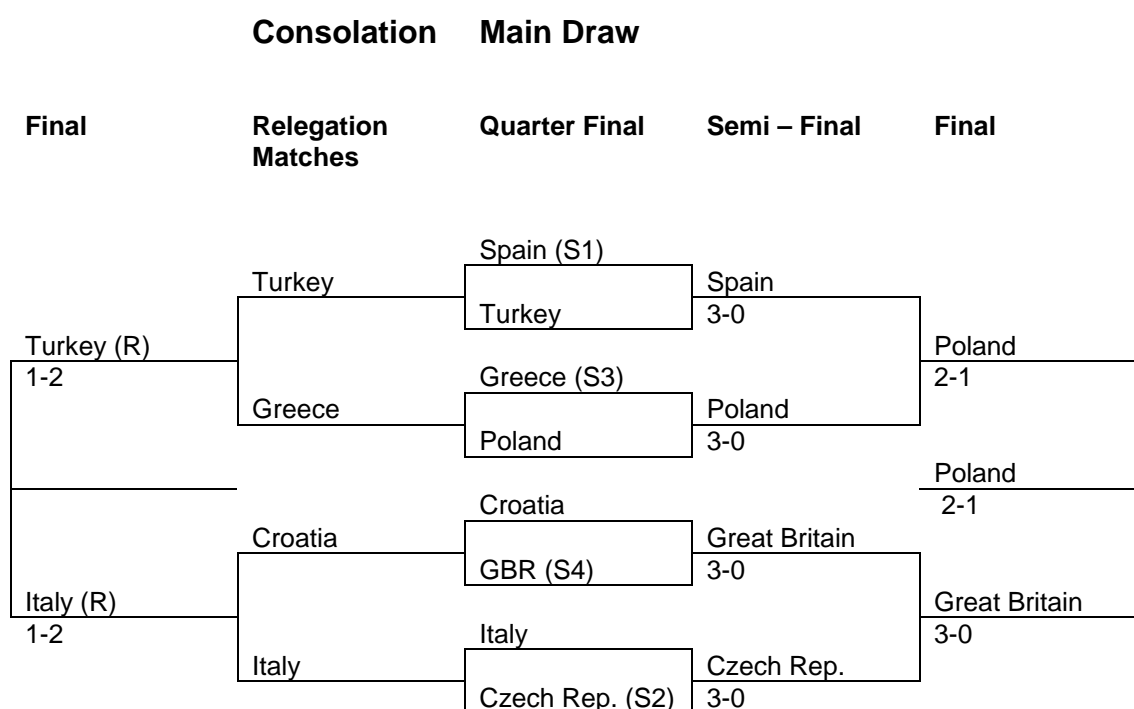 Consolation Main Draw
Final Relegation Matches Quarter Final Semi – Final Final
Spain (S1)
Turkey Spain
Turkey 3-0
Turkey (R) Poland
1-2 Greece (S3) 2-1
Greece Poland
Poland 3-0
Poland
Croatia 2-1
Croatia Great Britain
GBR (S4) 3-0
Italy (R) Great Britain
1-2 Italy 3-0
Italy Czech Rep.
Czech Rep. (S2) 3-0